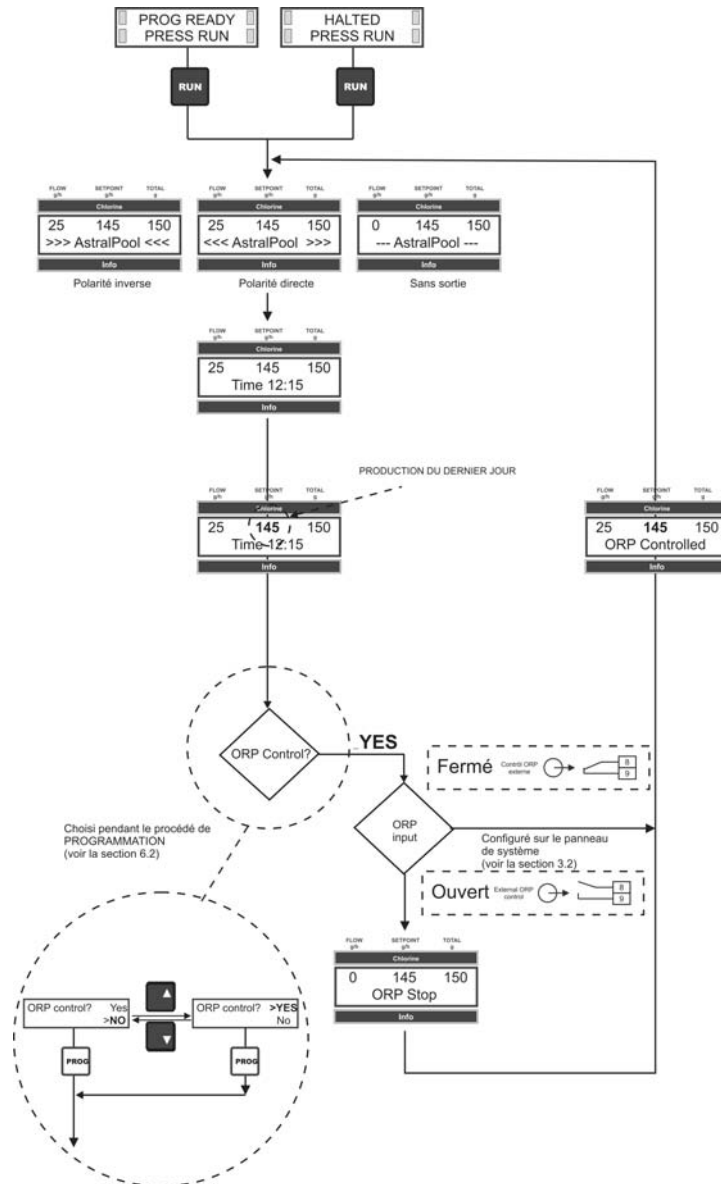 PROG READY
PRESS RUN
HALTED
PRESS RUN
RUN
RUN
FLOW SETPOINT TOTAL
g/h g/h g
Chlorine
25 145 150
>>> AstralPool <<<
Info
Polarité inverse
FLOW SETPOINT TOTAL
g/h g/h g
Chlorine
25 145 150
<<< AstralPool >>>
Info
Polarité directe
FLOW SETPOINT TOTAL
g/h g/h g
Chlorine
0 145 150
--- AstralPool ---
Info
Sans sortie
FLOW SETPOINT TOTAL
g/h g/h g
Chlorine
25 145 150
Time 12:15
Info
PRODUCTION DU DERNIER JOUR
FLOW SETPOINT TOTAL
g/h g/h g
Chlorine
25 145 150
Time 12:15
Info
FLOW SETPOINT TOTAL
g/h g/h g
Chlorine
25 145 150
ORP Controlled
Info
ORP Control?
_YES
Fermé
Contrôl ORP
externe
8
9
ORP
input
Choisi pendant le procédé de
PROGRAMMATION
(voir la section 6.2)
Configuré sur le panneau
de système
(voir la section 3.2)
Ouvert
External ORP
control
8
9
FLOW SETPOINT TOTAL
g/h g/h g
Chlorine
0 145 150
ORP Stop
Info
ORP control? Yes
>NO
ORP control? >YES
No
PROG
PROG